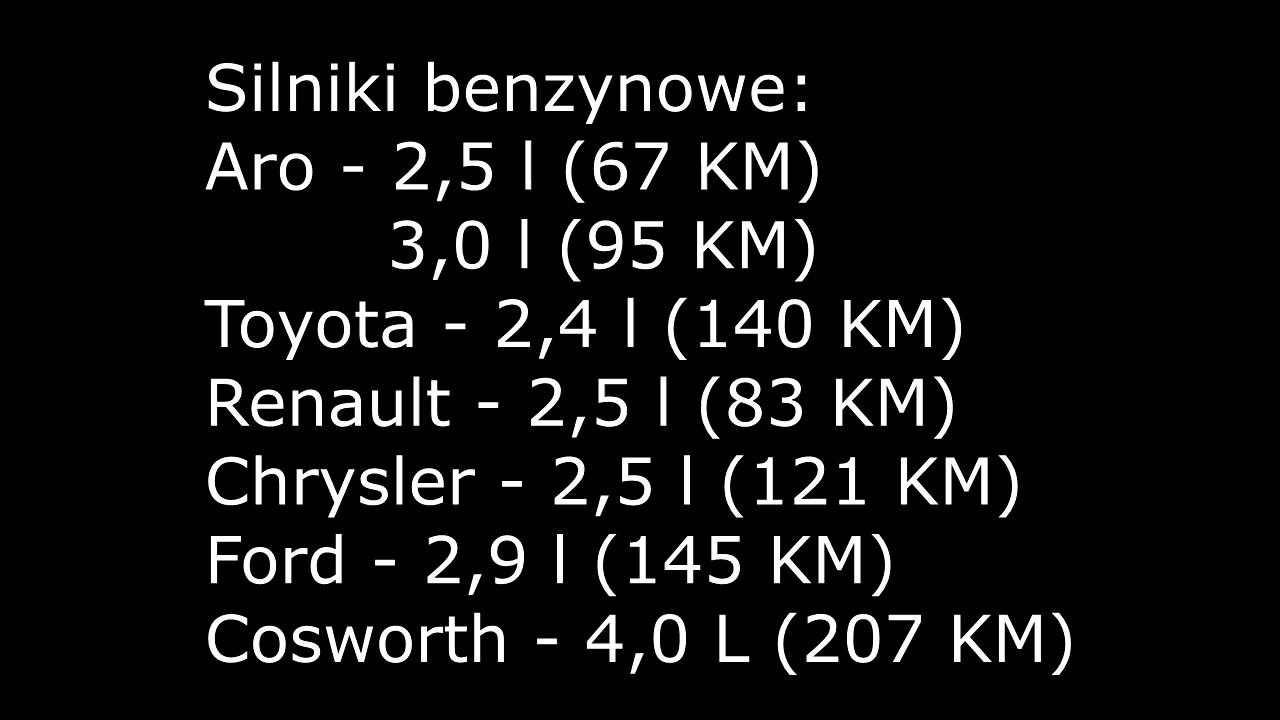 Silniki benzynowe:
Aro - 2,5 l (67 KM)
3,0 l (95 KM)
Toyota - 2,4 l (140 KM)
Renault - 2,5 l (83 KM)
Chrysler - 2,5 l (121 KM)
Ford - 2,9 l (145 KM)
Cosworth - 4,0 L (207 KM)